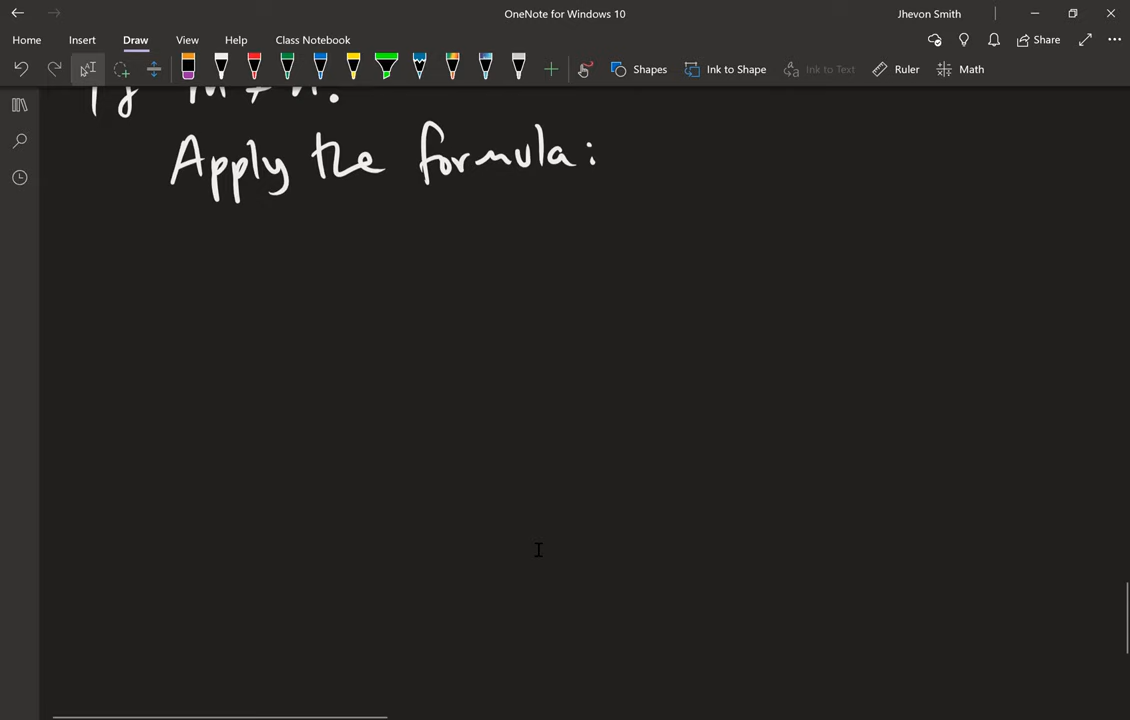 OneNote for Windows 10
Jhevon Smith
Home Insert Draw View Help Class Notebook
Share
Shapes Ink to Shape Ink to Text Ruler Math
If m ≠ n:
Apply the formula: